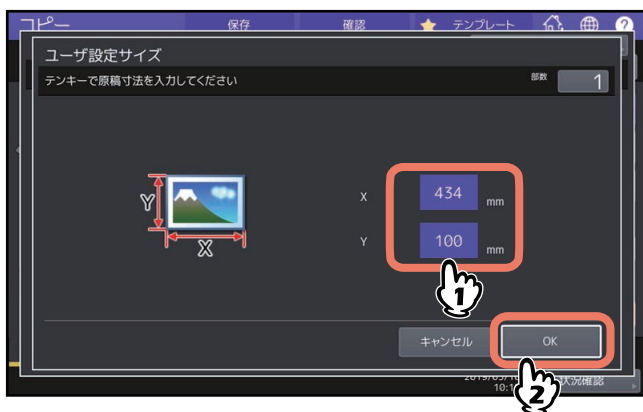 コピー 保存 確認 テンプレート ?
ユーザ設定サイズ
テンキーで原稿寸法を入力してください 部数 1
X 434 mm
Y
Y 100 mm
X
1
キャンセル OK
10:1 状況確認
2